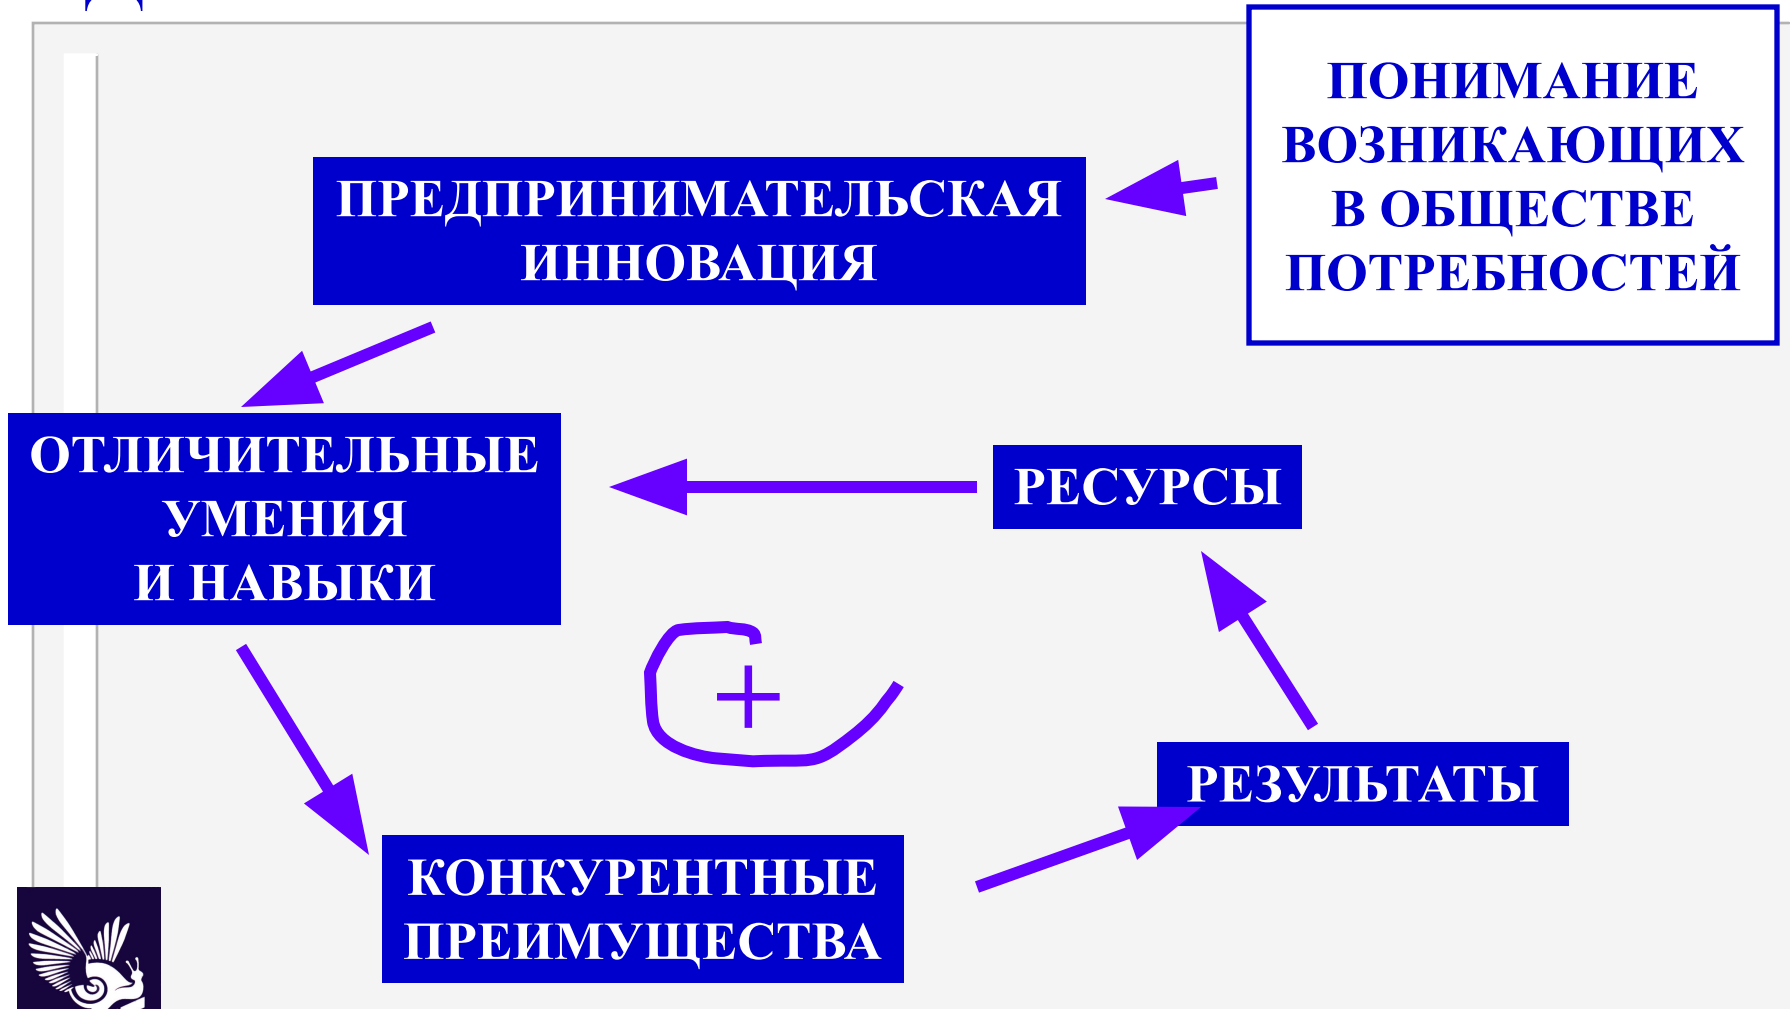 ПОНИМАНИЕ
ВОЗНИКАЮЩИХ
В ОБЩЕСТВЕ
ПОТРЕБНОСТЕЙ
ПРЕДПРИНИМАТЕЛЬСКАЯ
ИННОВАЦИЯ
ОТЛИЧИТЕЛЬНЫЕ
УМЕНИЯ
И НАВЫКИ
РЕСУРСЫ
+
РЕЗУЛЬТАТЫ
КОНКУРЕНТНЫЕ
ПРЕИМУЩЕСТВА